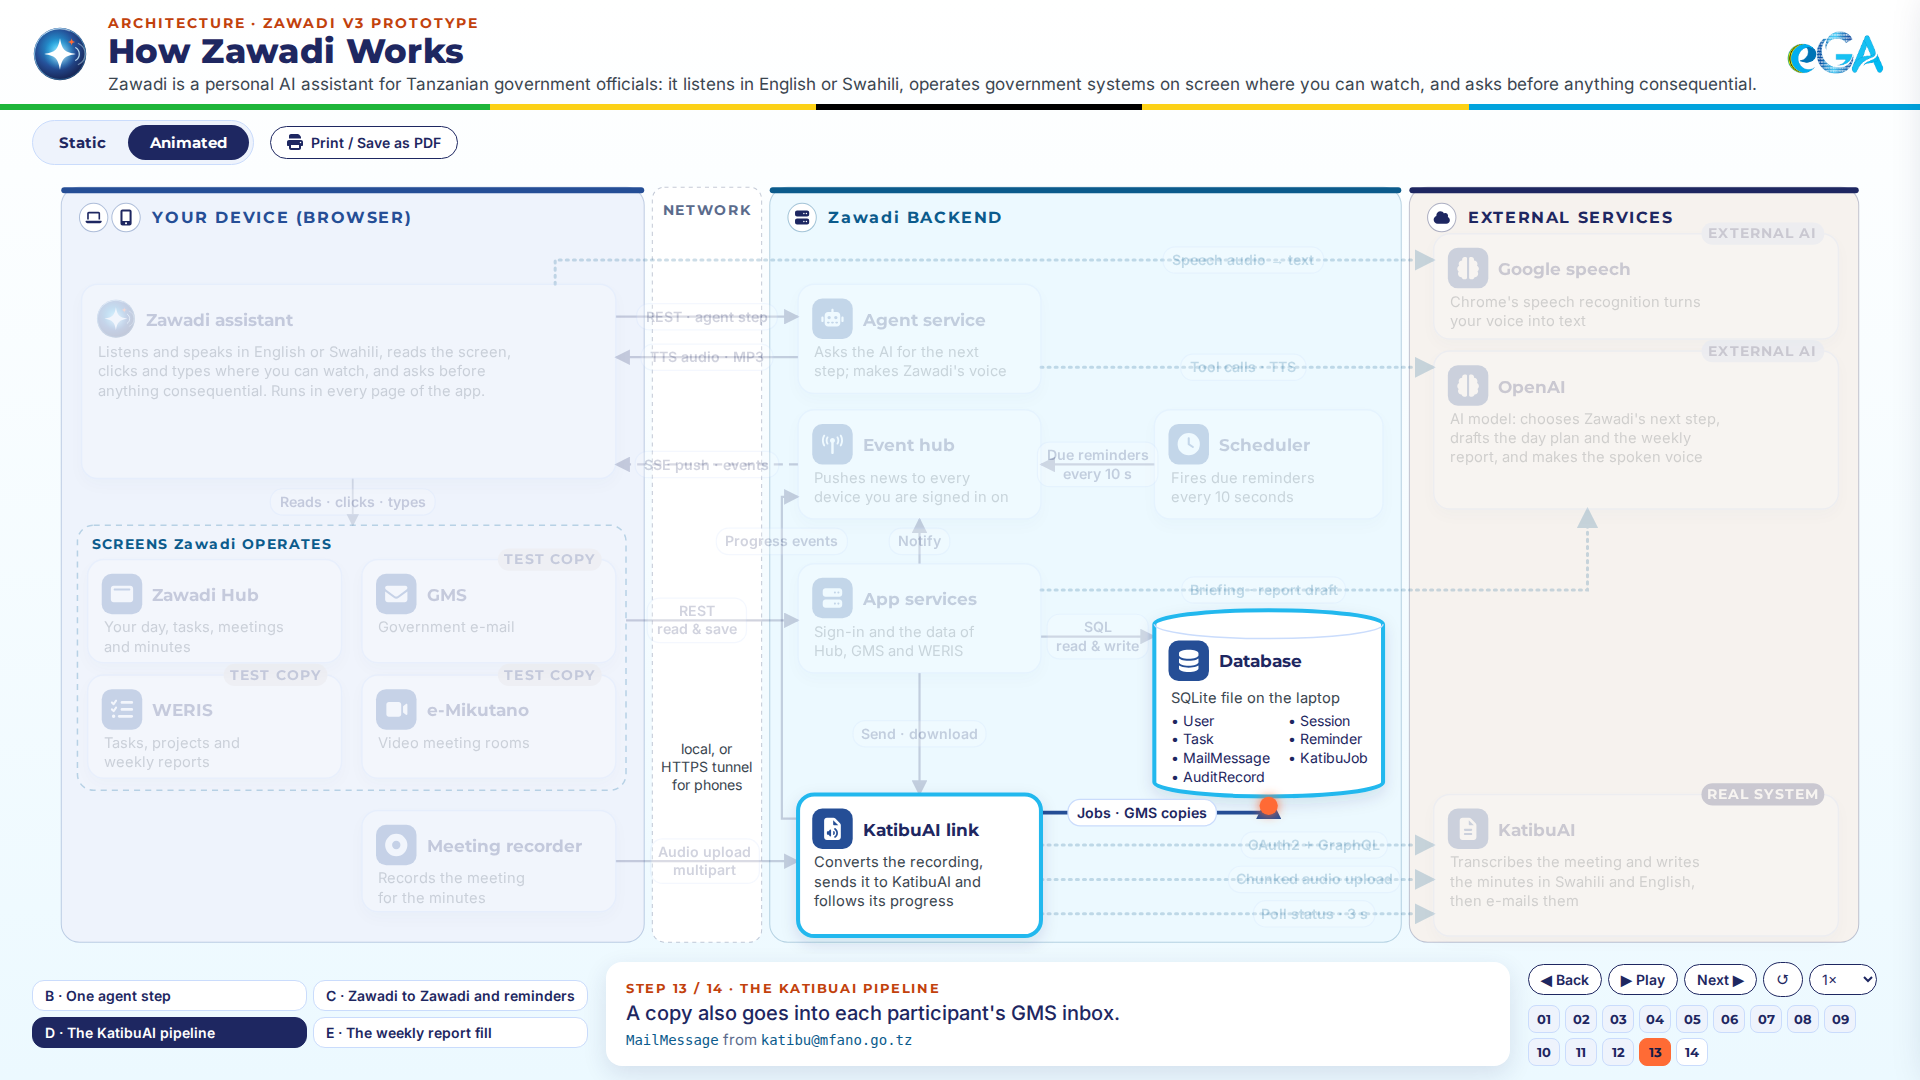 ARCHITECTURE · ZAWADI V3 PROTOTYPE
How Zawadi Works
Zawadi is a personal AI assistant for Tanzanian government officials: it listens in English or Swahili, operates government systems on screen where you can watch, and asks before anything consequential.
eGA
Static
Animated
Print / Save as PDF
YOUR DEVICE (BROWSER)
Zawadi assistant
Listens and speaks in English or Swahili, reads the screen,
clicks and types where you can watch, and asks before
anything consequential. Runs in every page of the app.
Reads · clicks · types
SCREENS Zawadi OPERATES
Zawadi Hub
Your day, tasks, meetings
and minutes
TEST COPY
GMS
Government e-mail
TEST COPY
WERIS
Tasks, projects and
weekly reports
TEST COPY
e-Mikutano
Video meeting rooms
Meeting recorder
Records the meeting
for the minutes
NETWORK
REST · agent step
TTS audio · MP3
SSE push · events
REST
read & save
local, or
HTTPS tunnel
for phones
Audio upload
multipart
Zawadi BACKEND
Speech audio → text
Agent service
Asks the AI for the next
step; makes Zawadi's voice
Tool calls · TTS
Event hub
Pushes news to every
device you are signed in on
Due reminders
every 10 s
Scheduler
Fires due reminders
every 10 seconds
Progress events
Notify
App services
Sign-in and the data of
Hub, GMS and WERIS
Briefing · report draft
SQL
read & write
Database
SQLite file on the laptop
• User
• Task
• MailMessage
• AuditRecord
• Session
• Reminder
• KatibuJob
Send · download
KatibuAI link
Converts the recording,
sends it to KatibuAI and
follows its progress
Jobs · GMS copies
OAuth2 + GraphQL
Chunked audio upload
Poll status · 3 s
EXTERNAL SERVICES
EXTERNAL AI
Google speech
Chrome's speech recognition turns
your voice into text
EXTERNAL AI
OpenAI
AI model: chooses Zawadi's next step,
drafts the day plan and the weekly
report, and makes the spoken voice
REAL SYSTEM
KatibuAI
Transcribes the meeting and writes
the minutes in Swahili and English,
then e-mails them
B · One agent step
C · Zawadi to Zawadi and reminders
D · The KatibuAI pipeline
E · The weekly report fill
STEP 13 / 14 · THE KATIBUAI PIPELINE
A copy also goes into each participant's GMS inbox.
MailMessage from katibu@mfano.go.tz
◀ Back
▶ Play
Next ▶
↺
1×
01 02 03 04 05 06 07 08 09
10 11 12 13 14